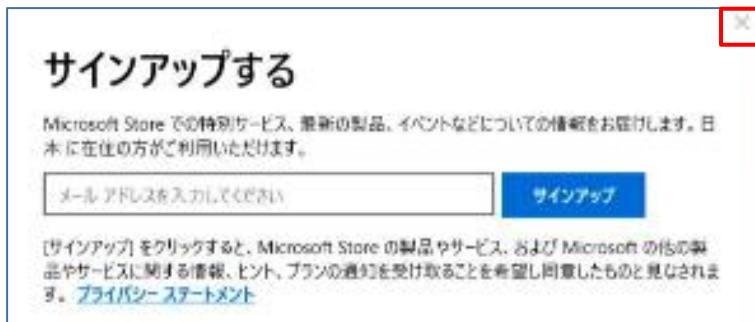 サインアップする
Microsoft Store での特別サービス、最新の製品、イベントなどについての情報をお届けします。日
本 に在住の方がご利用いただけます。
メール アドレスを入力してください
サインアップ
[サインアップ] をクリックすると、Microsoft Store の製品やサービス、および Microsoft の他の製
品やサービスに関する情報、ヒント、プランの通知を受け取ることを希望し同意したものと見なされま
す。 プライバシー ステートメント